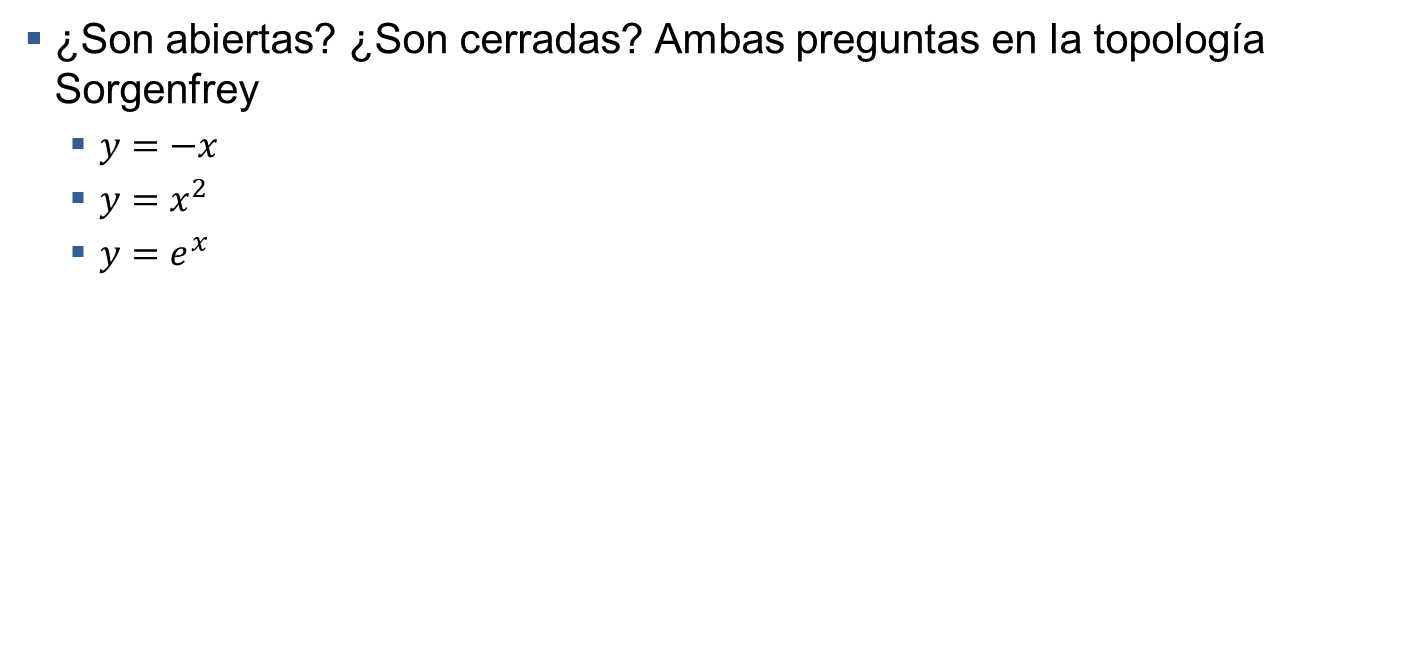 ▪ ¿Son abiertas? ¿Son cerradas? Ambas preguntas en la topología
Sorgenfrey
▪ y = −x
▪ y = x²
▪ y = eˣ